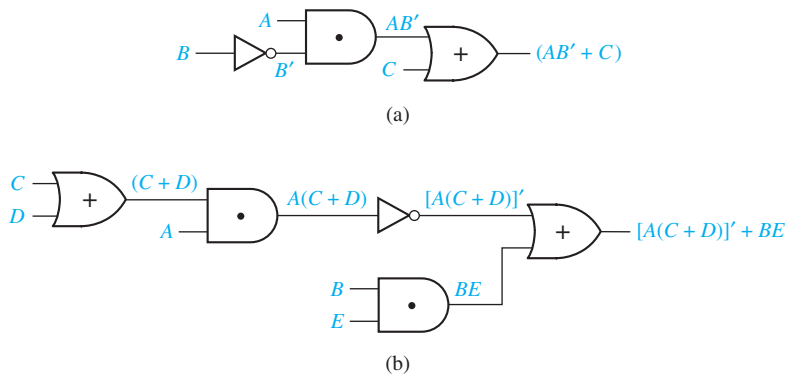 A
AB′
B
B′
•
+
C
(AB′ + C)
(a)
C
D
+
(C + D)
A
•
A(C + D)
[A(C + D)]′
+
[A(C + D)]′ + BE
B
E
•
BE
(b)